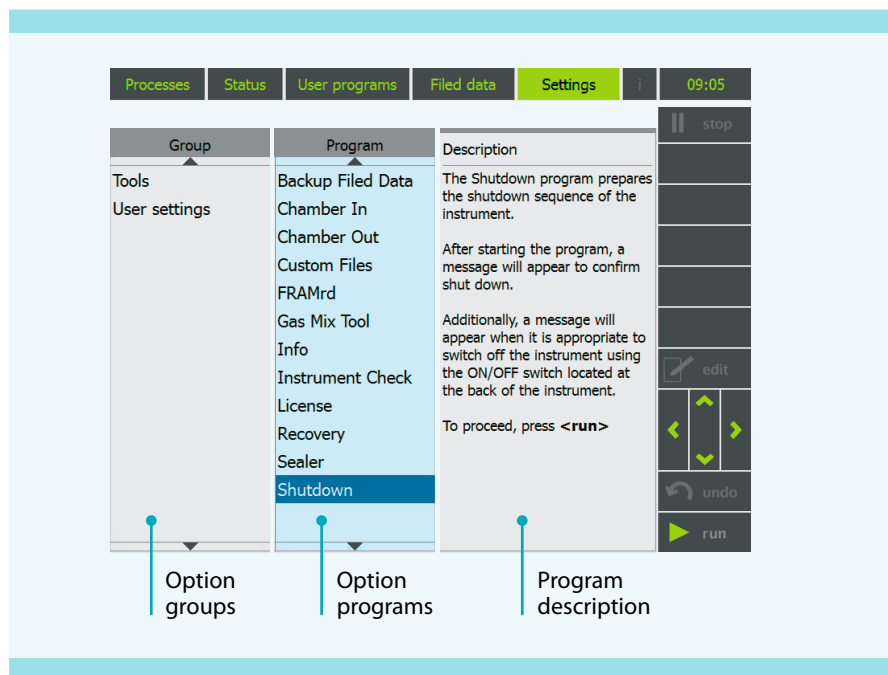 Processes Status User programs Filed data Settings i 09:05
stop
Group Program Description
Tools
User settings
Backup Filed Data
Chamber In
Chamber Out
Custom Files
FRAMrd
Gas Mix Tool
Info
Instrument Check
License
Recovery
Sealer
Shutdown
The Shutdown program prepares
the shutdown sequence of the
instrument.
After starting the program, a
message will appear to confirm
shut down.
Additionally, a message will
appear when it is appropriate to
switch off the instrument using
the ON/OFF switch located at
the back of the instrument.
To proceed, press <run>
edit
undo
run
Option
groups
Option
programs
Program
description